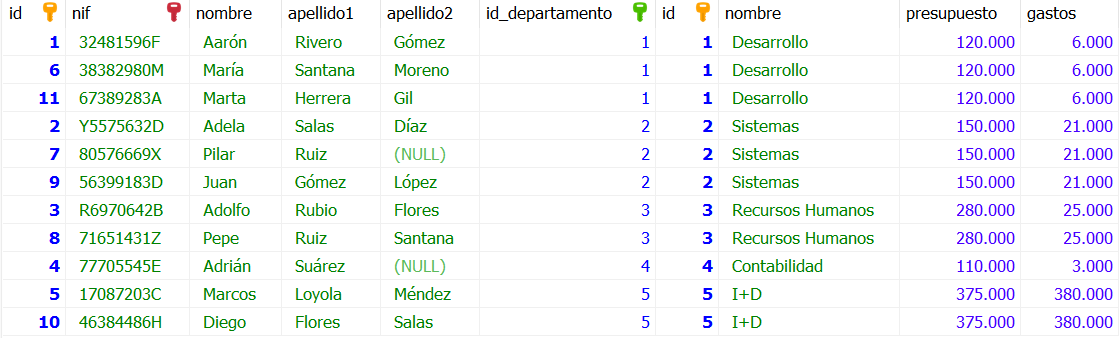 id nif nombre apellido1 apellido2 id_departamento id nombre presupuesto gastos
1 32481596F Aarón Rivero Gómez 1 1 Desarrollo 120.000 6.000
6 38382980M María Santana Moreno 1 1 Desarrollo 120.000 6.000
11 67389283A Marta Herrera Gil 1 1 Desarrollo 120.000 6.000
2 Y5575632D Adela Salas Díaz 2 2 Sistemas 150.000 21.000
7 80576669X Pilar Ruiz (NULL) 2 2 Sistemas 150.000 21.000
9 56399183D Juan Gómez López 2 2 Sistemas 150.000 21.000
3 R6970642B Adolfo Rubio Flores 3 3 Recursos Humanos 280.000 25.000
8 71651431Z Pepe Ruiz Santana 3 3 Recursos Humanos 280.000 25.000
4 77705545E Adrián Suárez (NULL) 4 4 Contabilidad 110.000 3.000
5 17087203C Marcos Loyola Méndez 5 5 I+D 375.000 380.000
10 46384486H Diego Flores Salas 5 5 I+D 375.000 380.000